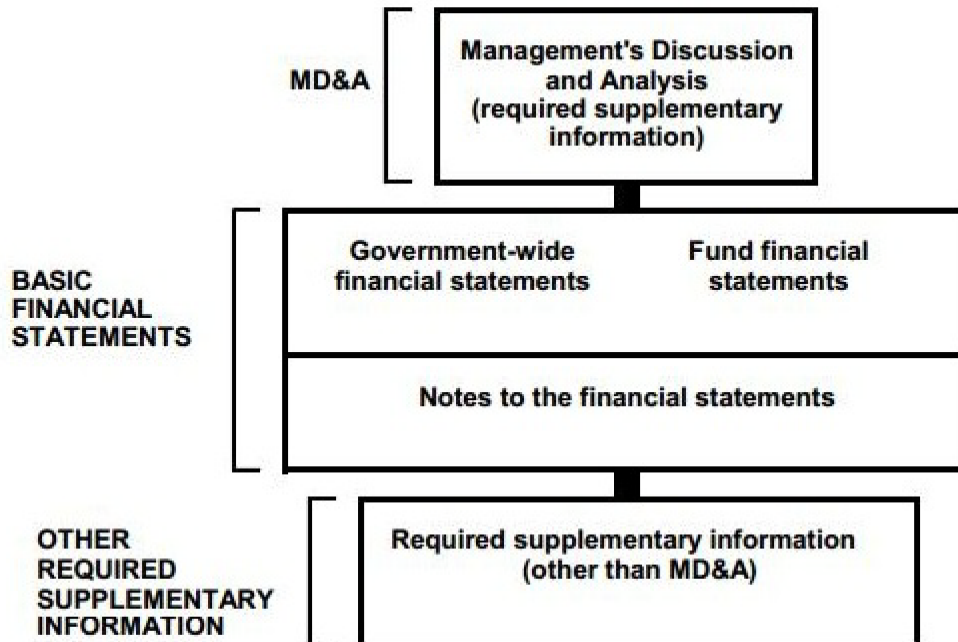 MD&A
Management's Discussion
and Analysis
(required supplementary
information)
BASIC
FINANCIAL
STATEMENTS
Government-wide
financial statements
Fund financial
statements
Notes to the financial statements
OTHER
REQUIRED
SUPPLEMENTARY
INFORMATION
Required supplementary information
(other than MD&A)